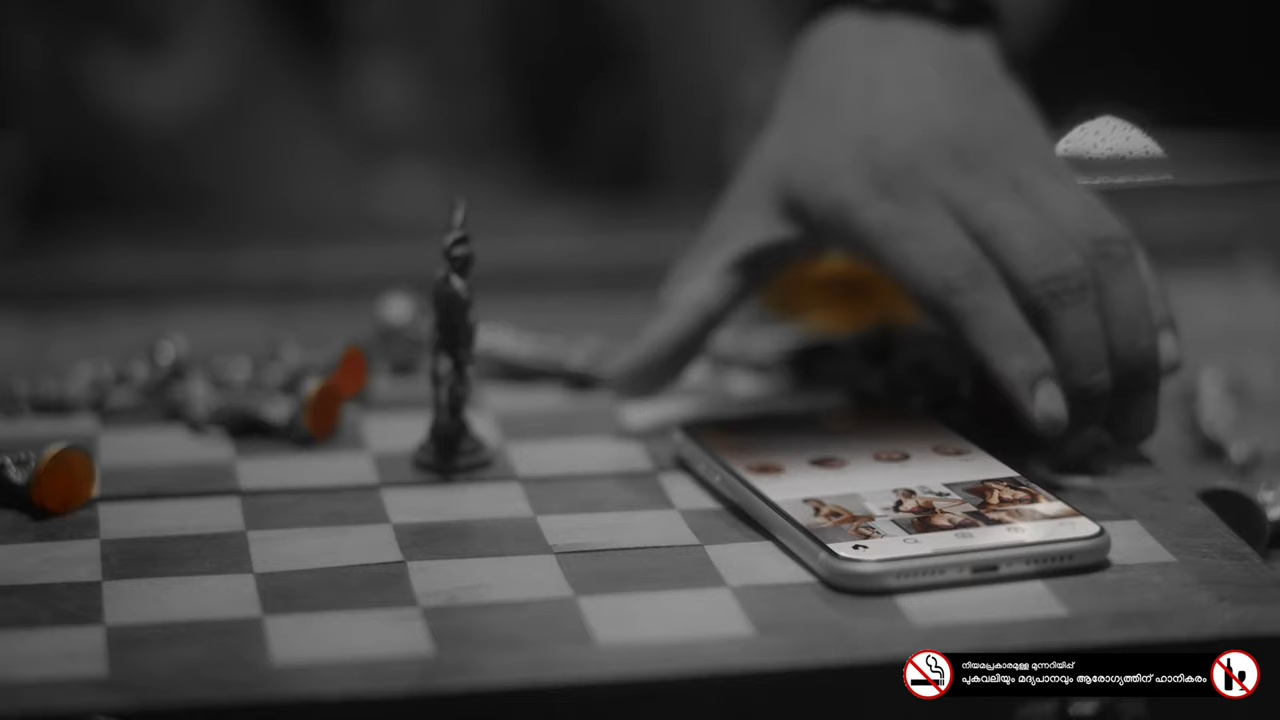 നിയമപ്രകാരമുള്ള മുന്നറിയിപ്പ്
പുകവലിയും മദ്യപാനവും ആരോഗ്യത്തിന് ഹാനികരം